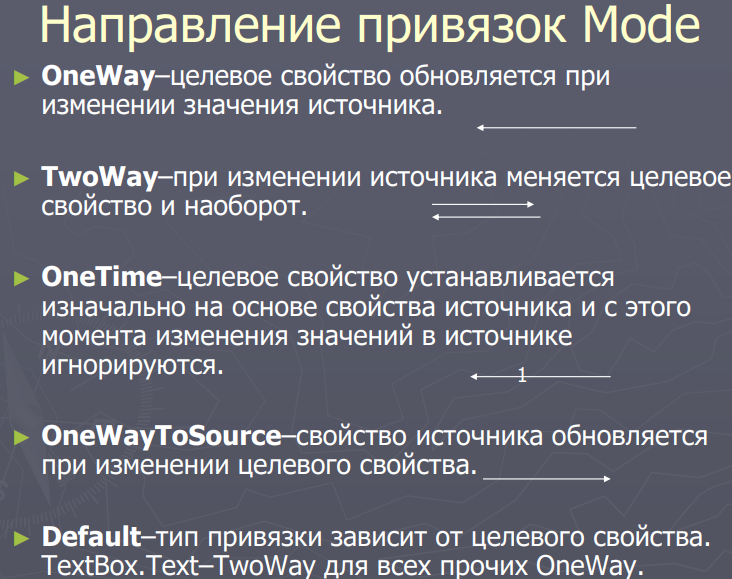 Направление привязок Mode
► OneWay–целевое свойство обновляется при
изменении значения источника.
► TwoWay–при изменении источника меняется целевое
свойство и наоборот.
► OneTime–целевое свойство устанавливается
изначально на основе свойства источника и с этого
момента изменения значений в источнике
игнорируются.
1
► OneWayToSource–свойство источника обновляется
при изменении целевого свойства.
► Default–тип привязки зависит от целевого свойства.
TextBox.Text–TwoWay для всех прочих OneWay.